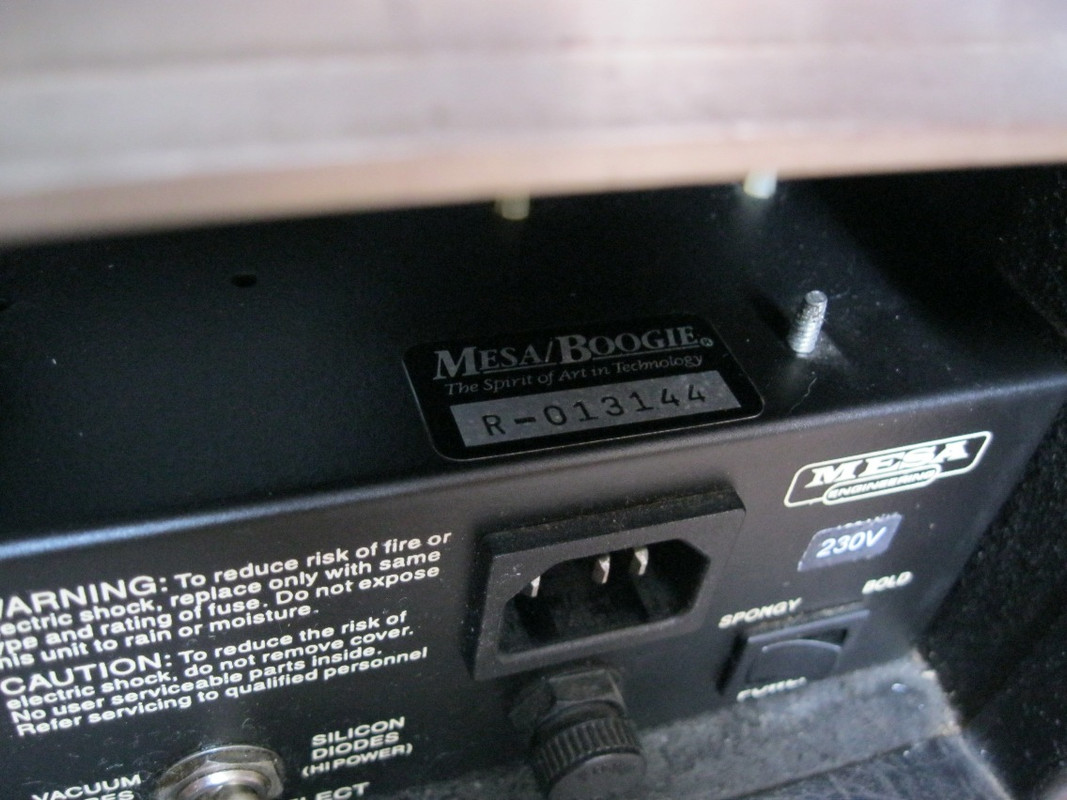 MESA/BOOGIE®
The Spirit of Art in Technology
R-013144
MESA
ENGINEERING
230V
BOLD
SPONGY
WARNING: To reduce risk of fire or
electric shock, replace only with same
type and rating of fuse. Do not expose
this unit to rain or moisture.
CAUTION: To reduce the risk of
electric shock, do not remove cover.
No user serviceable parts inside.
Refer servicing to qualified personnel
SILICON
DIODES
(HI POWER)
VACUUM